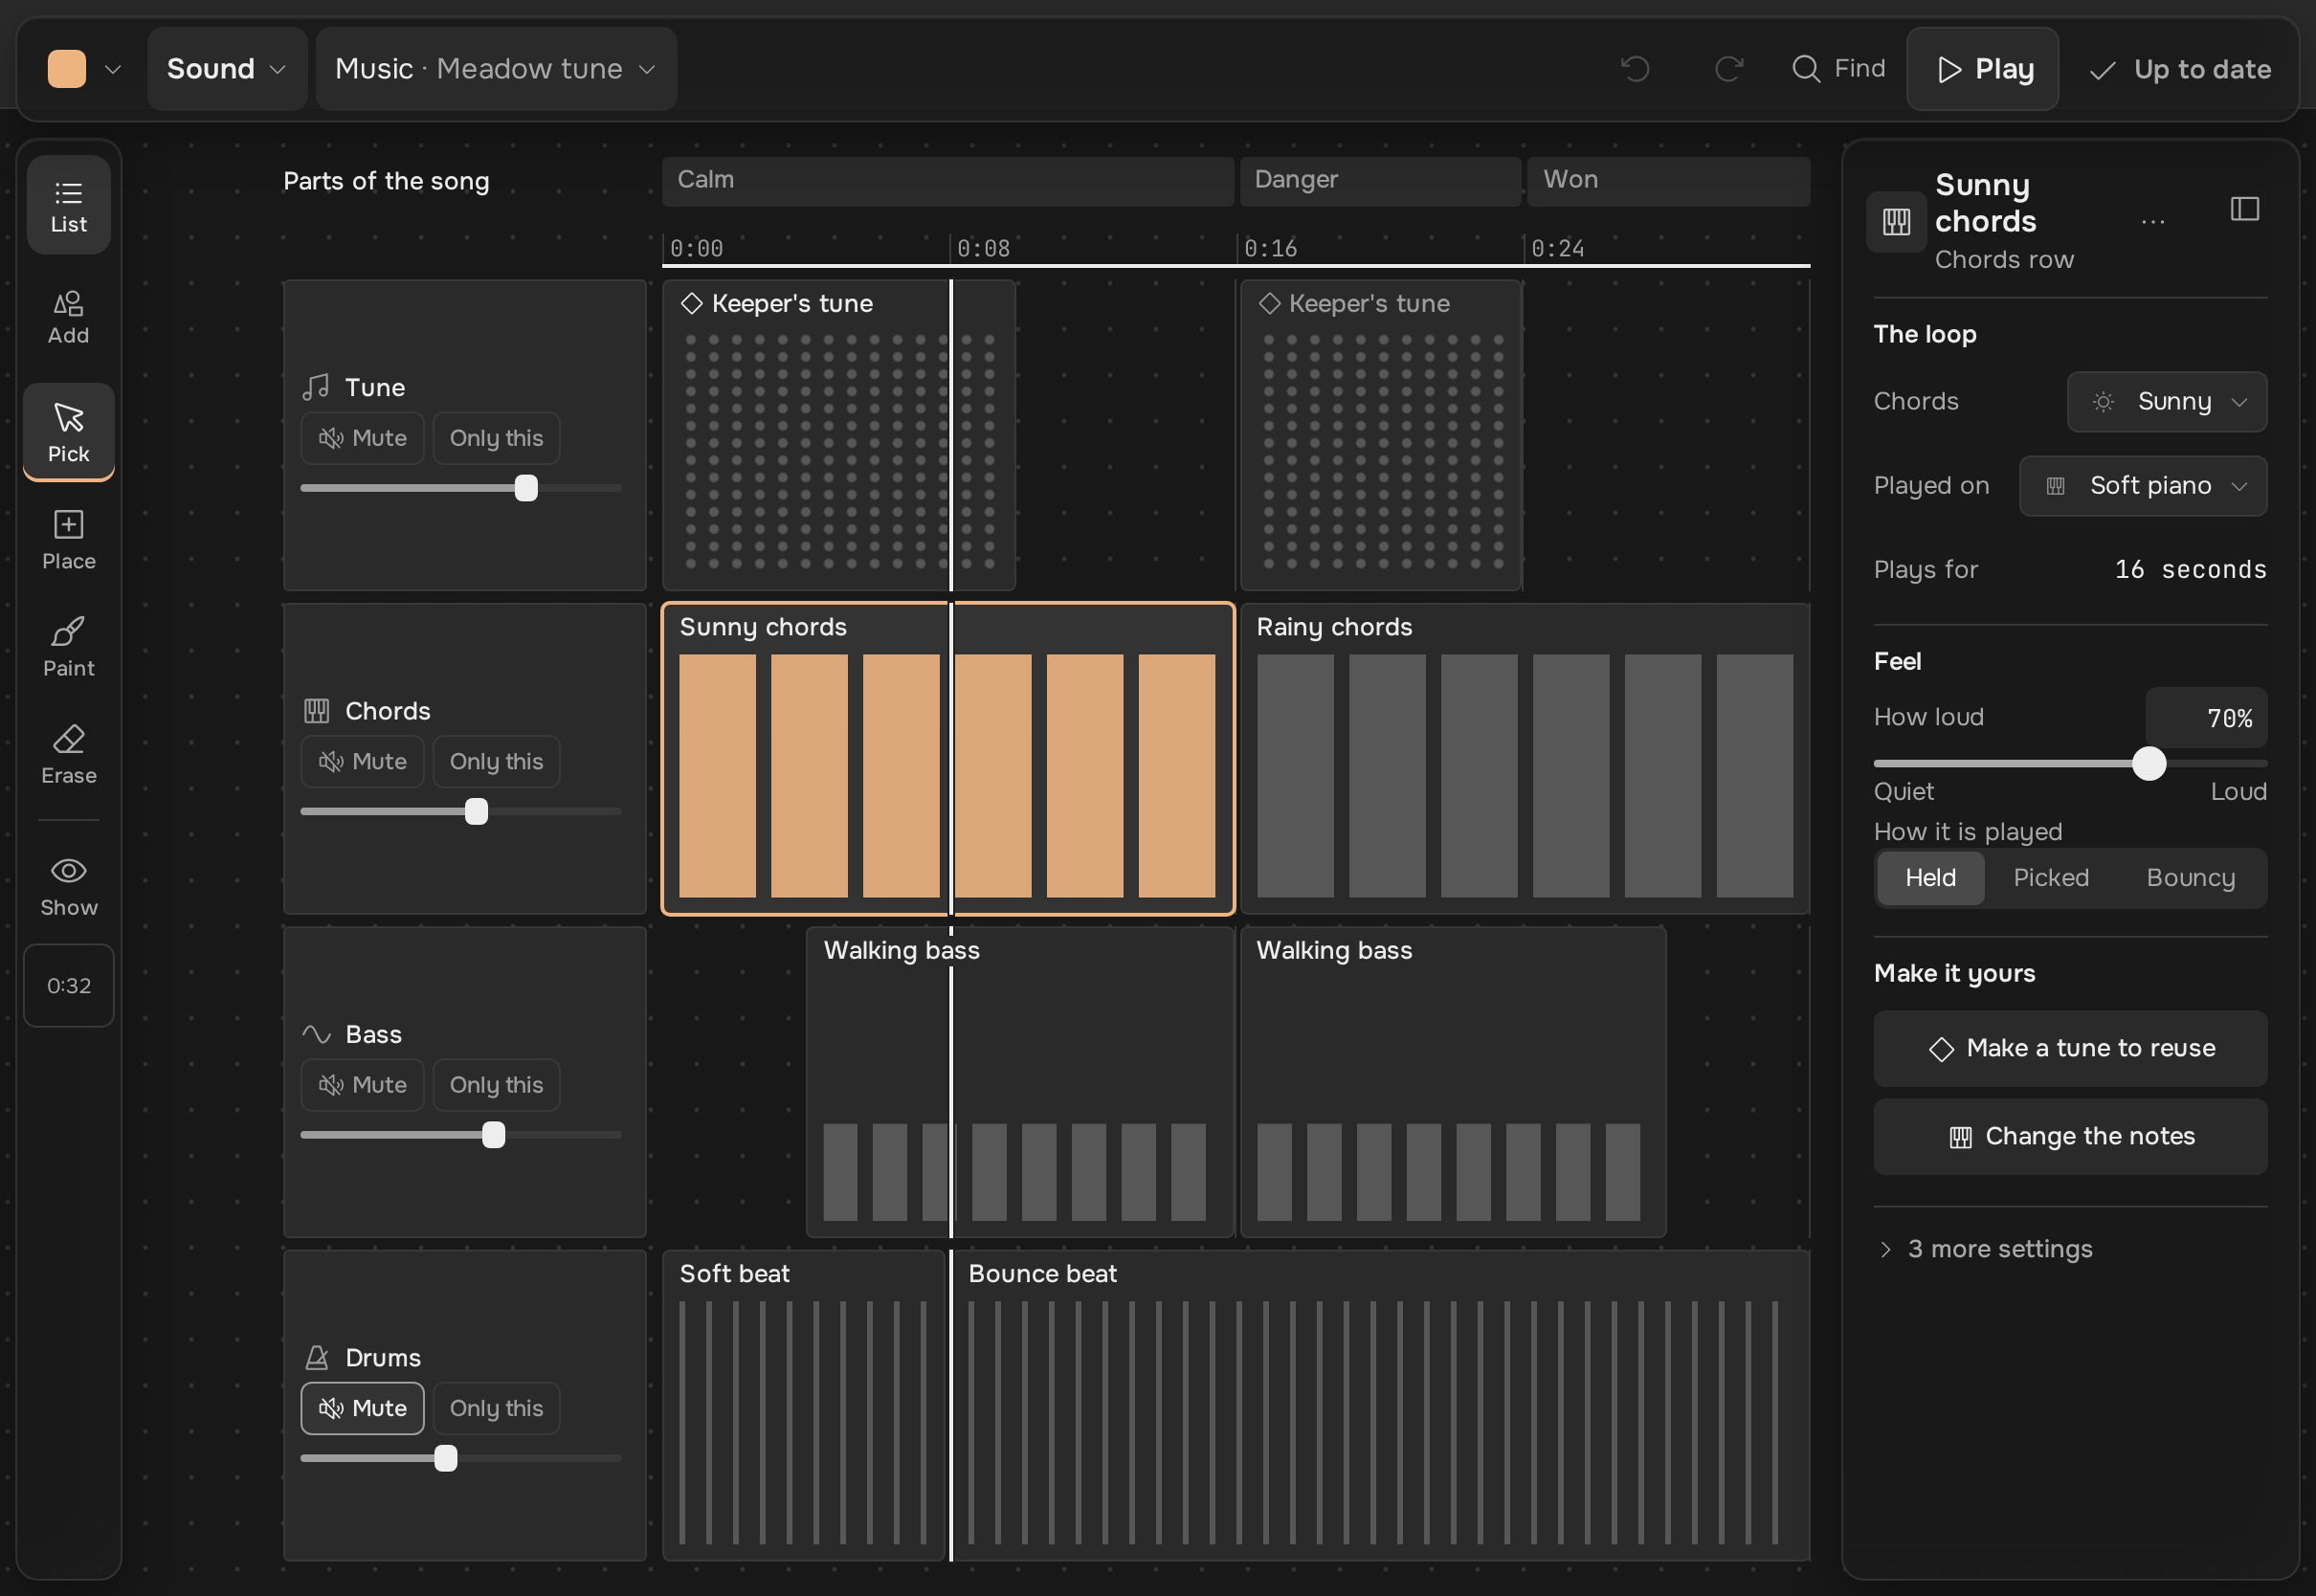 Sound
Music · Meadow tune
Find
Play
Up to date
List
Add
Pick
Place
Paint
Erase
Show
0:32
Parts of the song
Calm
Danger
Won
0:00
0:08
0:16
0:24
Tune
Mute
Only this
Keeper's tune
Keeper's tune
Chords
Mute
Only this
Sunny chords
Rainy chords
Bass
Mute
Only this
Walking bass
Walking bass
Drums
Mute
Only this
Soft beat
Bounce beat
Sunny
chords
Chords row
...
The loop
Chords
Sunny
Played on
Soft piano
Plays for
16 seconds
Feel
How loud
70%
Quiet
Loud
How it is played
Held
Picked
Bouncy
Make it yours
Make a tune to reuse
Change the notes
3 more settings